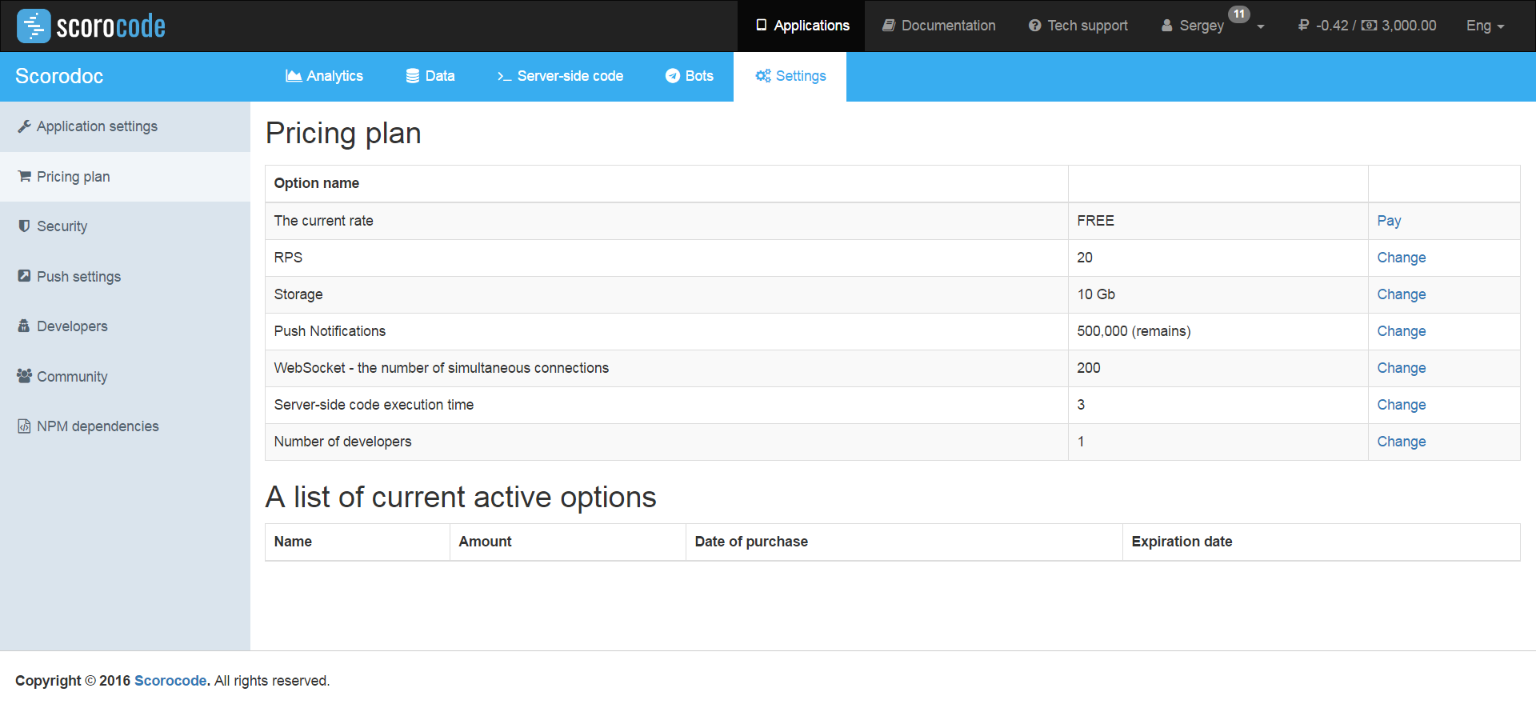 scorocode Applications Documentation Tech support Sergey 11 ₽ -0.42 / 3,000.00 Eng
Scorodoc Analytics Data >_ Server-side code Bots Settings
Application settings
Pricing plan
Security
Push settings
Developers
Community
NPM dependencies
Pricing plan
Option name
The current rate FREE Pay
RPS 20 Change
Storage 10 Gb Change
Push Notifications 500,000 (remains) Change
WebSocket - the number of simultaneous connections 200 Change
Server-side code execution time 3 Change
Number of developers 1 Change
A list of current active options
Name Amount Date of purchase Expiration date
Copyright © 2016 Scorocode. All rights reserved.